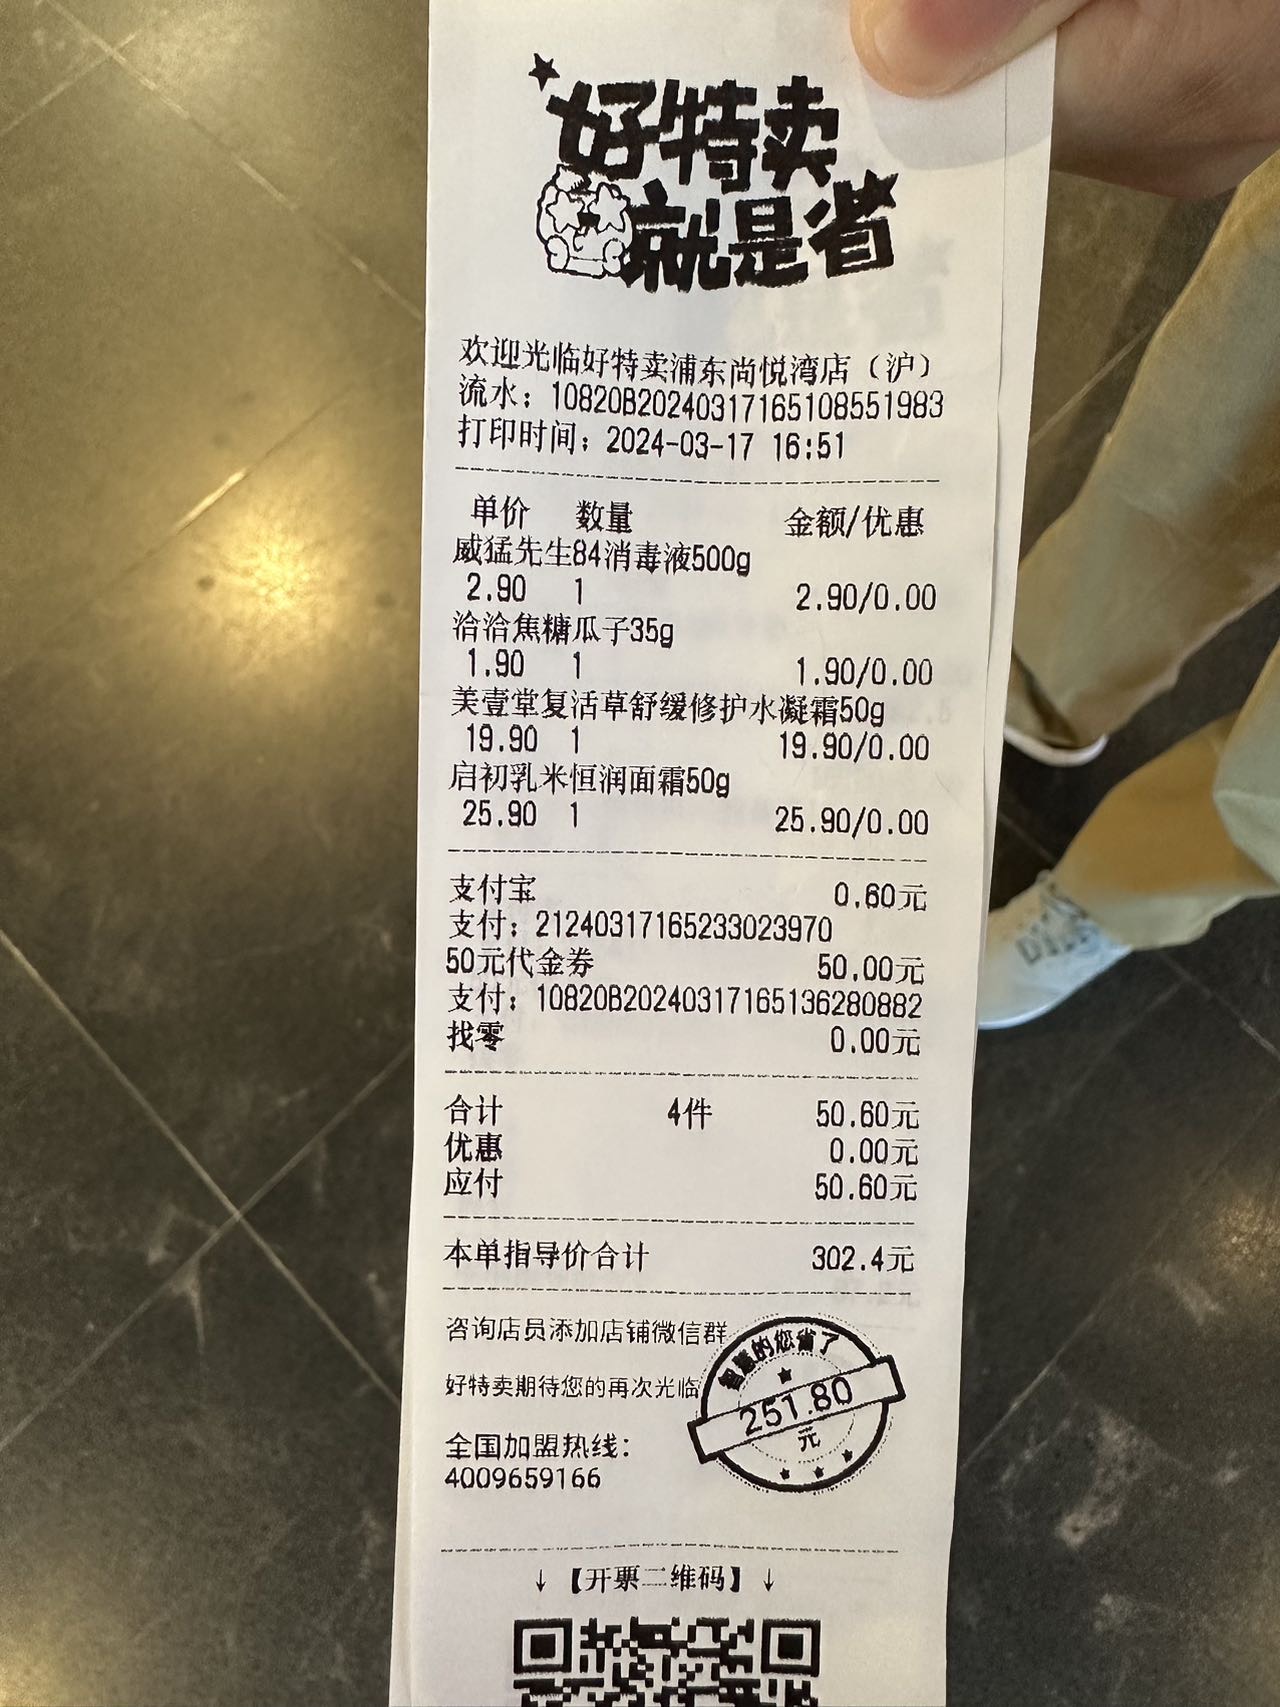 好特卖
就是省
欢迎光临好特卖浦东尚悦湾店（沪）
流水：10820B20240317165108551983
打印时间：2024-03-17 16:51
单价 数量 金额/优惠
威猛先生84消毒液500g
2.90 1 2.90/0.00
洽洽焦糖瓜子35g
1.90 1 1.90/0.00
美壹堂复活草舒缓修护水凝霜50g
19.90 1 19.90/0.00
启初乳米恒润面霜50g
25.90 1 25.90/0.00
支付宝 0.60元
支付：21240317165233023970
50元代金券 50.00元
支付：10820B20240317165136280882
找零 0.00元
合计 4件 50.60元
优惠 0.00元
应付 50.60元
本单指导价合计 302.4元
咨询店员添加店铺微信群
好特卖期待您的再次光临
智慧的您省了
251.80
元
全国加盟热线：
4009659166
↓【开票二维码】↓